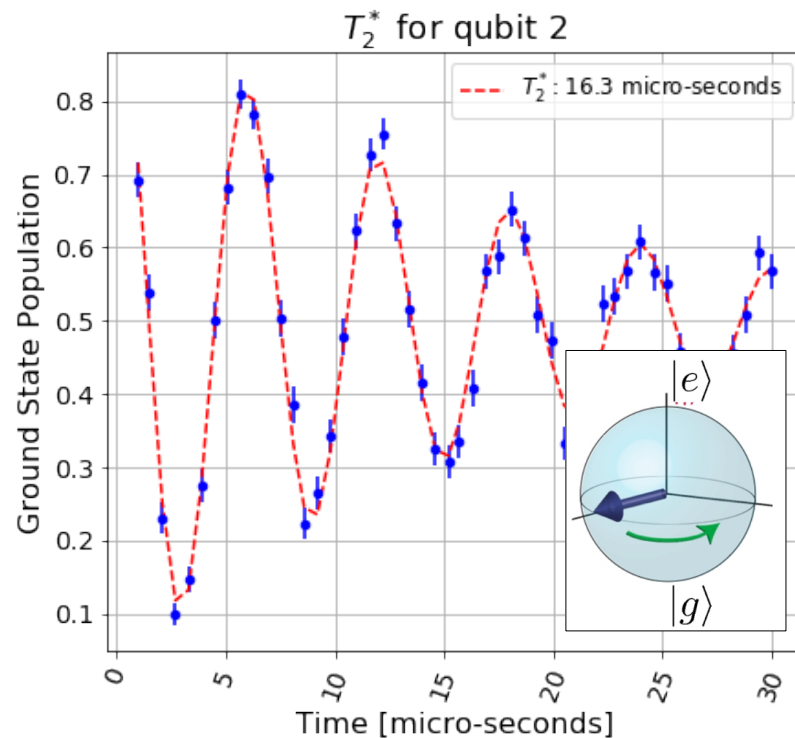 T₂* for qubit 2
T₂*: 16.3 micro-seconds
Ground State Population
0.8
0.7
0.6
0.5
0.4
0.3
0.2
0.1
|e⟩
|g⟩
0 5 10 15 20 25 30
Time [micro-seconds]